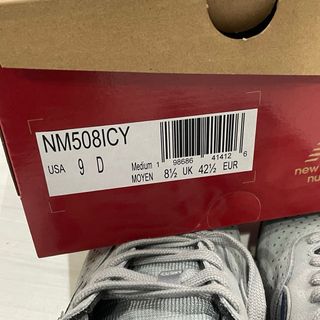 NM508ICY
USA 9 D Medium MOYEN 8½ UK 42½ EUR
1 98686 41412 6
new
nu